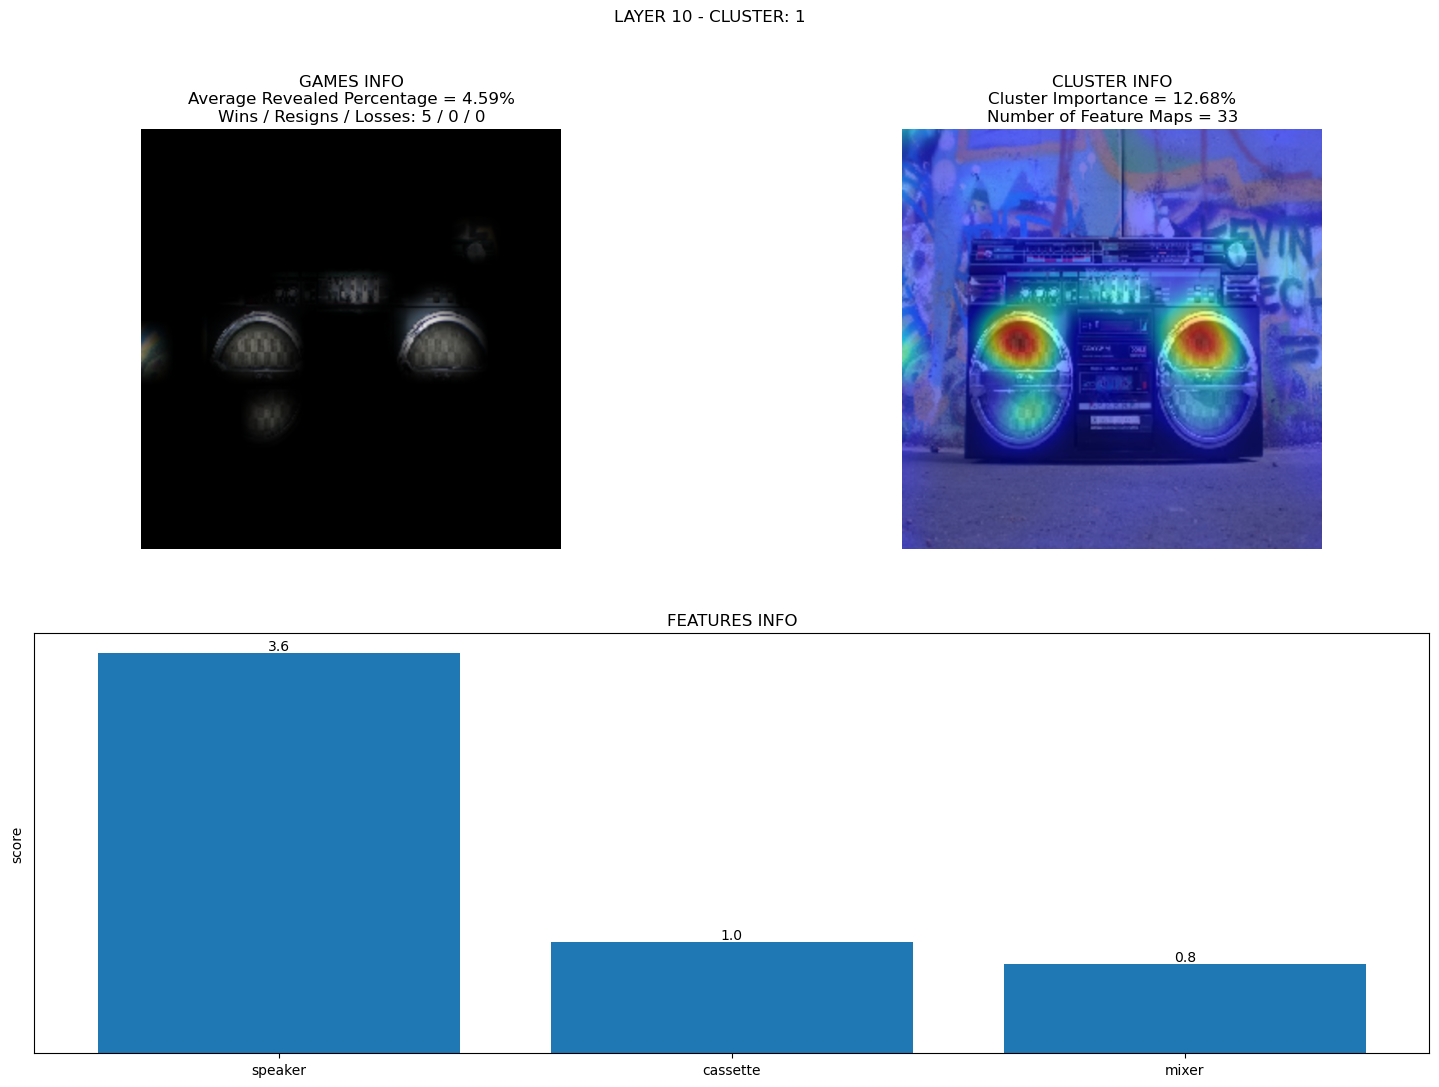 LAYER 10 - CLUSTER: 1
GAMES INFO
Average Revealed Percentage = 4.59%
Wins / Resigns / Losses: 5 / 0 / 0
CLUSTER INFO
Cluster Importance = 12.68%
Number of Feature Maps = 33
EVIN
FEATURES INFO
score
3.6
1.0
0.8
speaker
cassette
mixer